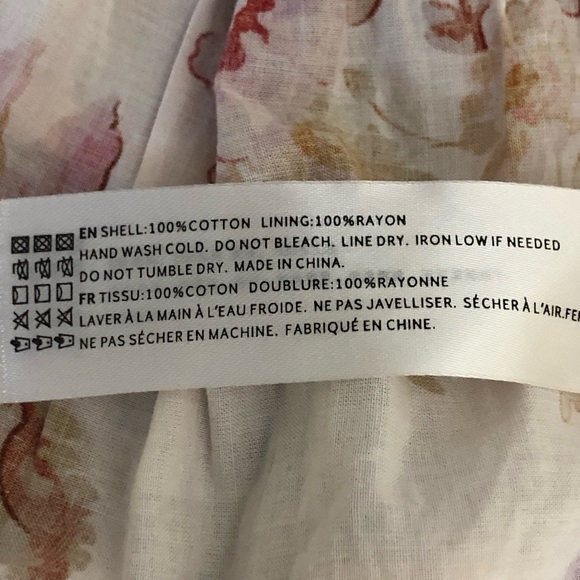 EN SHELL:100%COTTON LINING:100%RAYON
HAND WASH COLD. DO NOT BLEACH. LINE DRY. IRON LOW IF NEEDED
DO NOT TUMBLE DRY. MADE IN CHINA.
FR TISSU:100%COTON DOUBLURE:100%RAYONNE
LAVER À LA MAIN À L'EAU FROIDE. NE PAS JAVELLISER. SÉCHER À L'AIR.
NE PAS SÉCHER EN MACHINE. FABRIQUÉ EN CHINE.